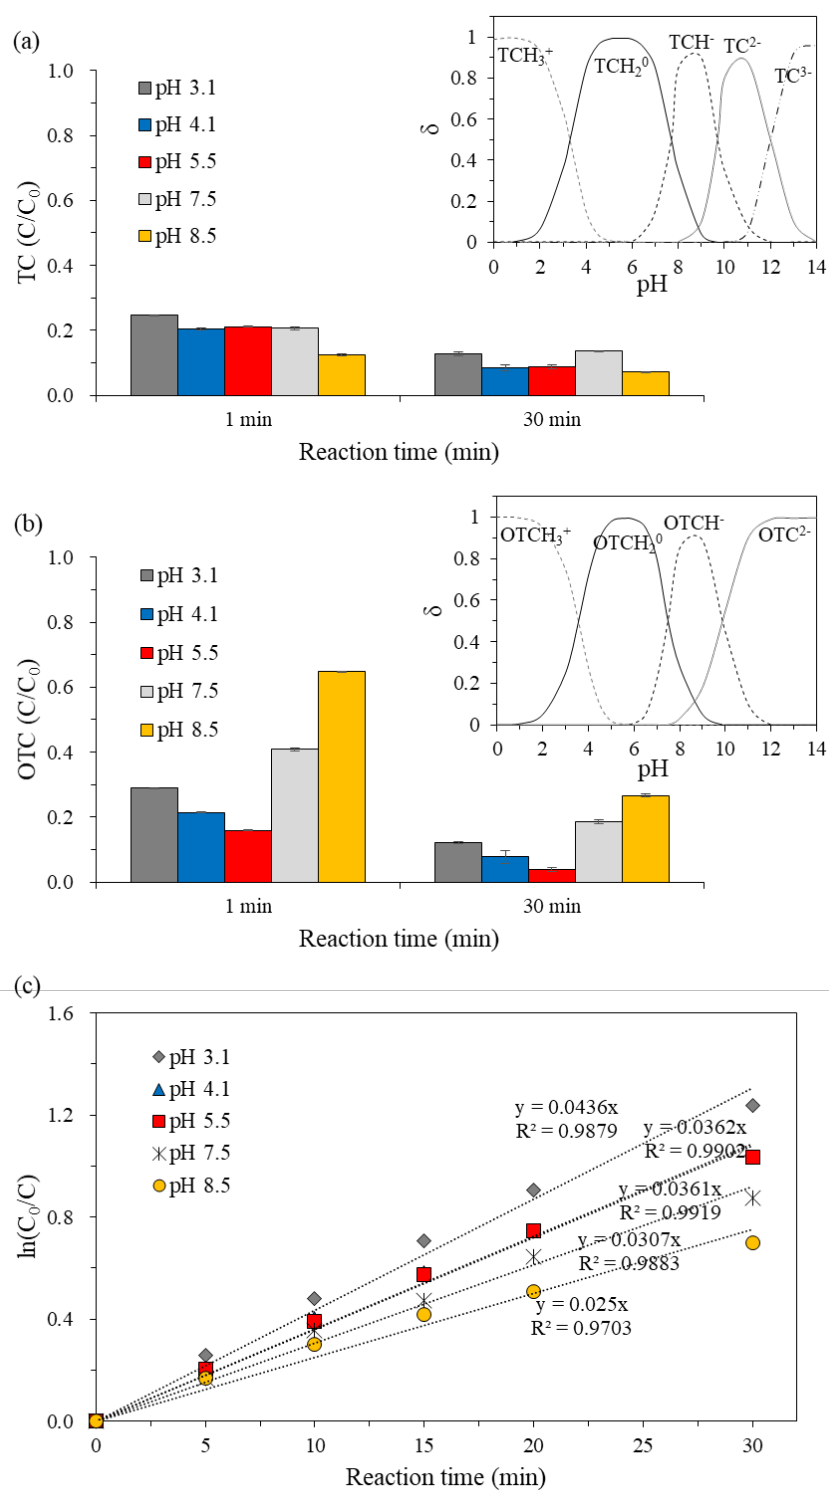 (a)
TC (C/C₀)
1.0
0.8
0.6
0.4
0.2
0.0
pH 3.1
pH 4.1
pH 5.5
pH 7.5
pH 8.5
1 min
30 min
Reaction time (min)
δ
1
0.8
0.6
0.4
0.2
0
TCH₃⁺
TCH₂⁰
TCH⁻
TC²⁻
TC³⁻
0 2 4 6 8 10 12 14
pH
(b)
OTC (C/C₀)
1.0
0.8
0.6
0.4
0.2
0.0
pH 3.1
pH 4.1
pH 5.5
pH 7.5
pH 8.5
1 min
30 min
Reaction time (min)
δ
1
0.8
0.6
0.4
0.2
0
OTCH₃⁺
OTCH₂⁰
OTCH⁻
OTC²⁻
0 2 4 6 8 10 12 14
pH
(c)
ln(C₀/C)
1.6
1.2
0.8
0.4
0.0
pH 3.1
pH 4.1
pH 5.5
pH 7.5
pH 8.5
y = 0.0436x
R² = 0.9879
y = 0.0362x
R² = 0.9902
y = 0.0361x
R² = 0.9919
y = 0.0307x
R² = 0.9883
y = 0.025x
R² = 0.9703
0 5 10 15 20 25 30
Reaction time (min)